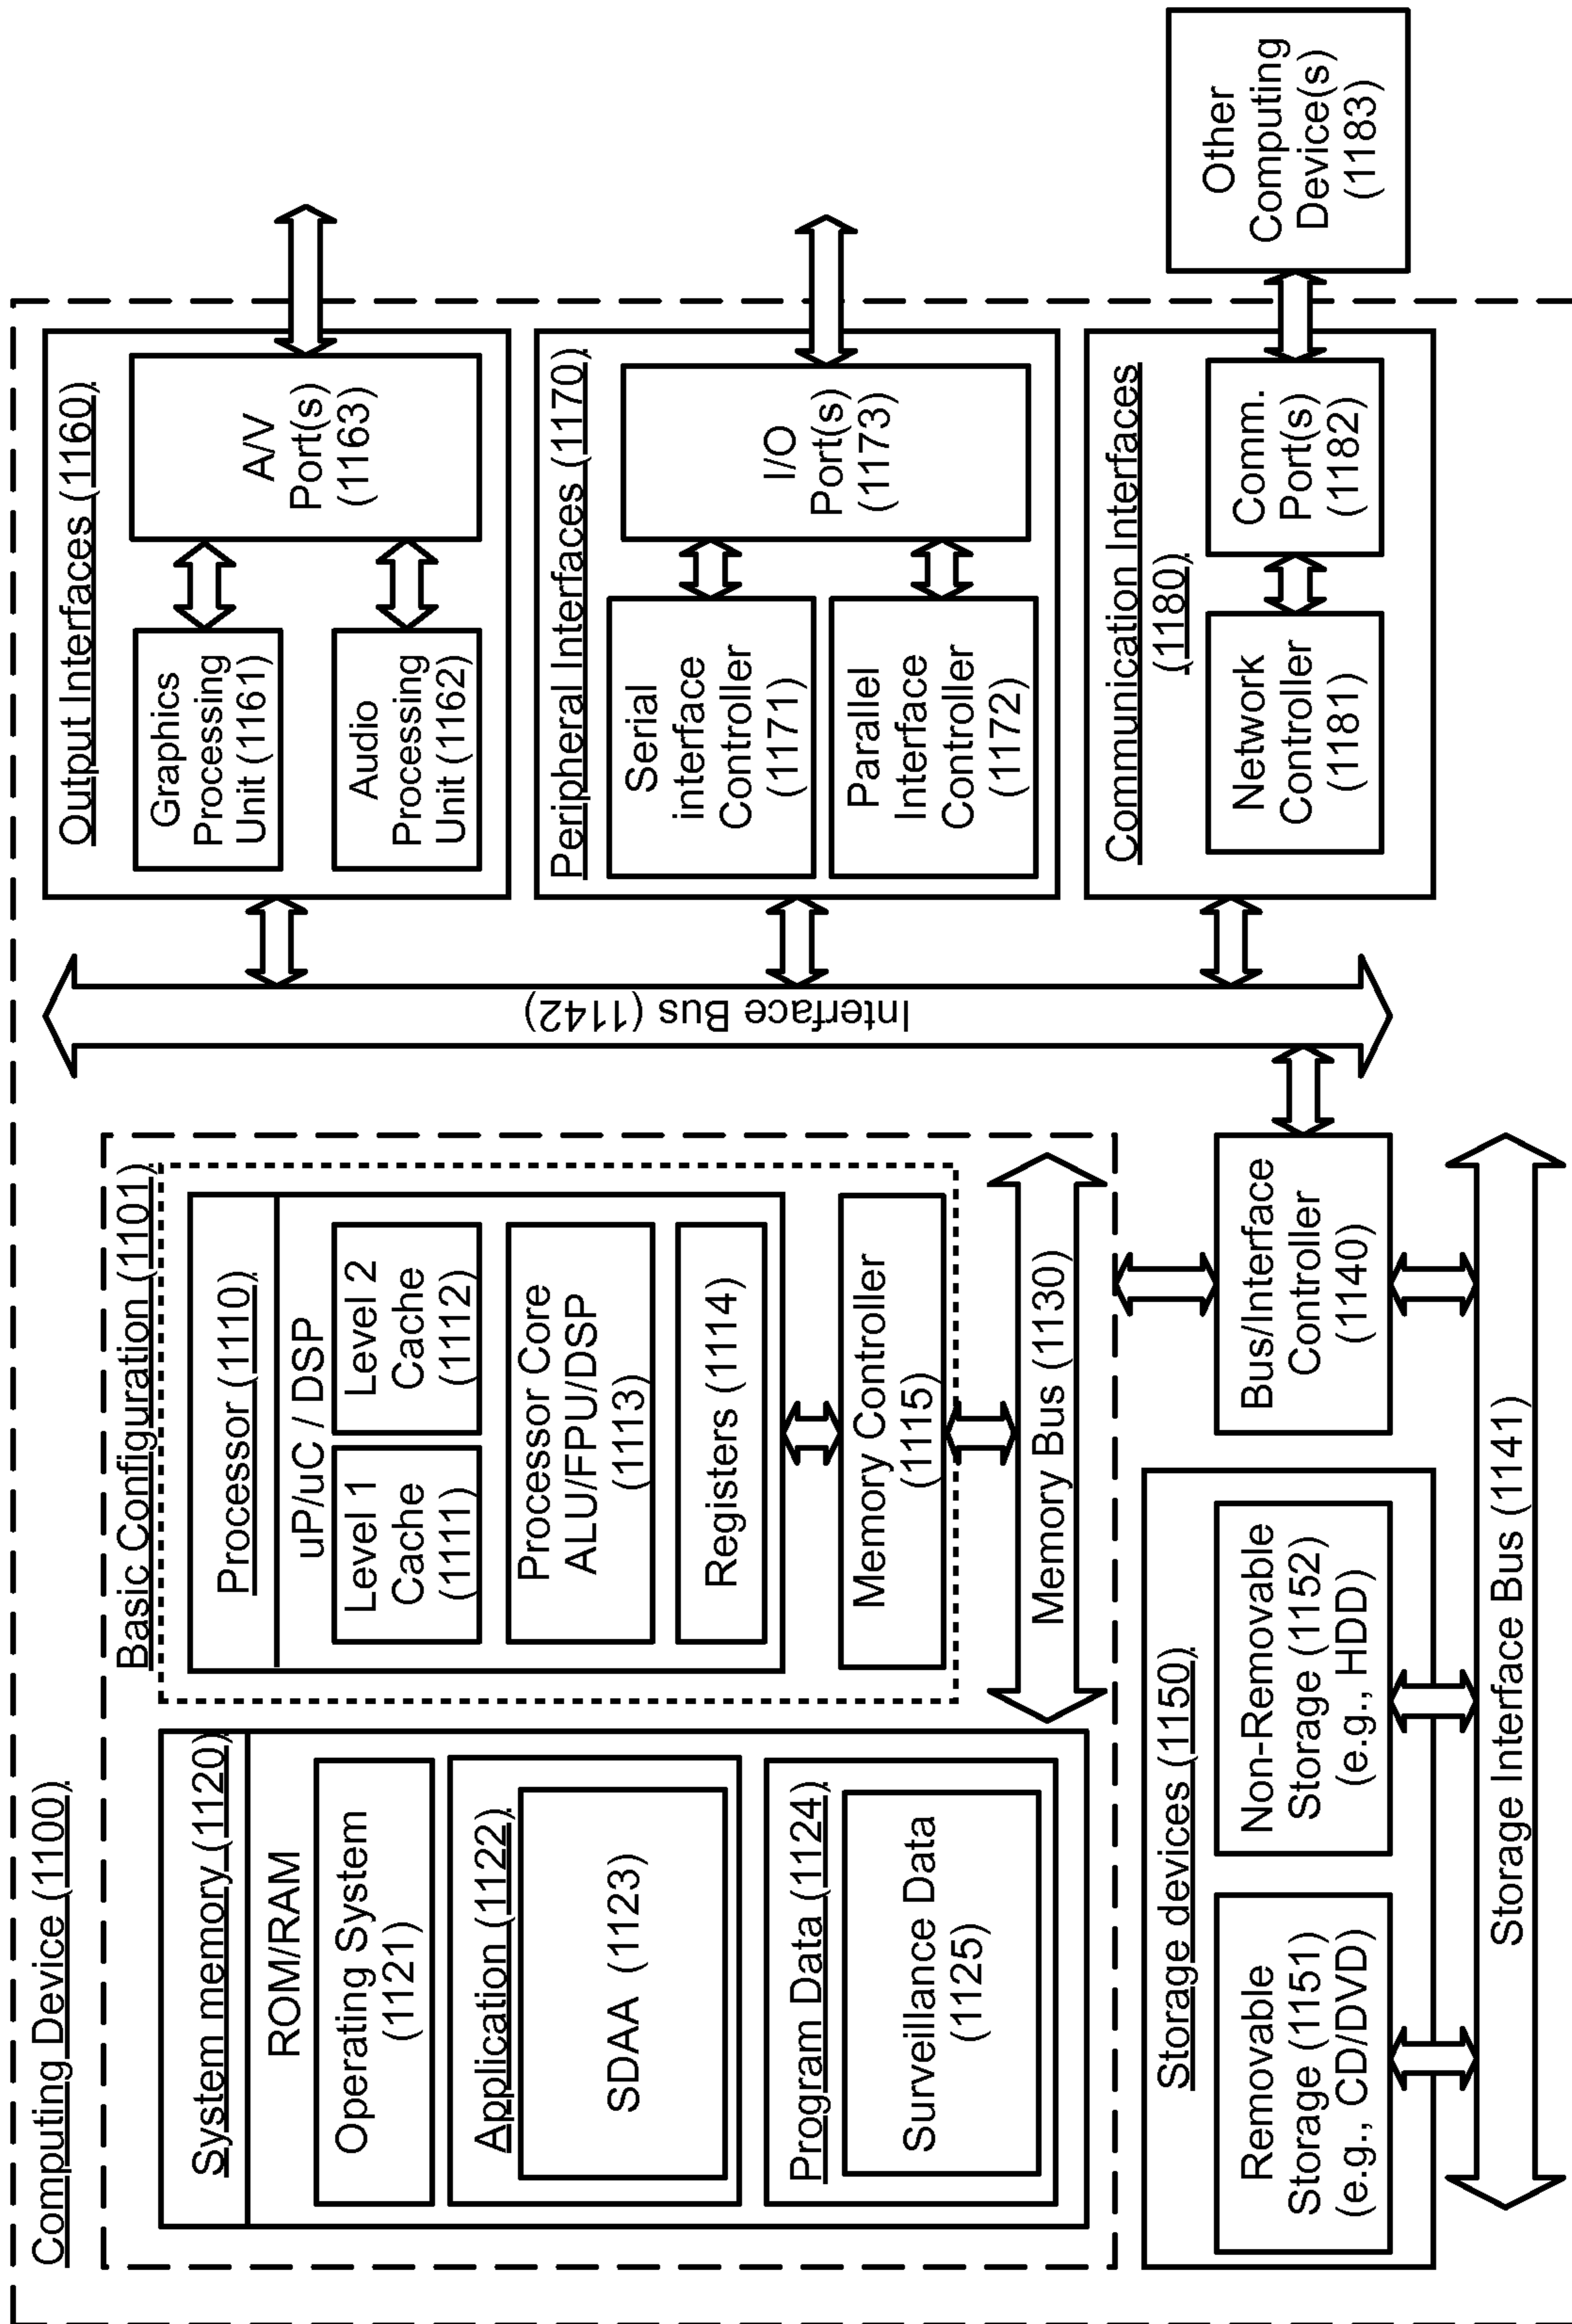 Computing Device (1100)
Basic Configuration (1101)
System memory (1120)
ROM/RAM
Operating System
(1121)
Application (1122)
SDAA (1123)
Program Data (1124)
Surveillance Data
(1125)
Processor (1110)
uP/uC / DSP
Level 1
Cache
(1111)
Level 2
Cache
(1112)
Processor Core
ALU/FPU/DSP
(1113)
Registers (1114)
Memory Controller
(1115)
Memory Bus (1130)
Storage devices (1150)
Removable
Storage (1151)
(e.g., CD/DVD)
Non-Removable
Storage (1152)
(e.g., HDD)
Bus/Interface
Controller
(1140)
Storage Interface Bus (1141)
Interface Bus (1142)
Output Interfaces (1160)
Graphics
Processing
Unit (1161)
Audio
Processing
Unit (1162)
A/V
Port(s)
(1163)
Peripheral Interfaces (1170)
Serial
interface
Controller
(1171)
Parallel
Interface
Controller
(1172)
I/O
Port(s)
(1173)
Communication Interfaces
(1180)
Network
Controller
(1181)
Comm.
Port(s)
(1182)
Other
Computing
Device(s)
(1183)